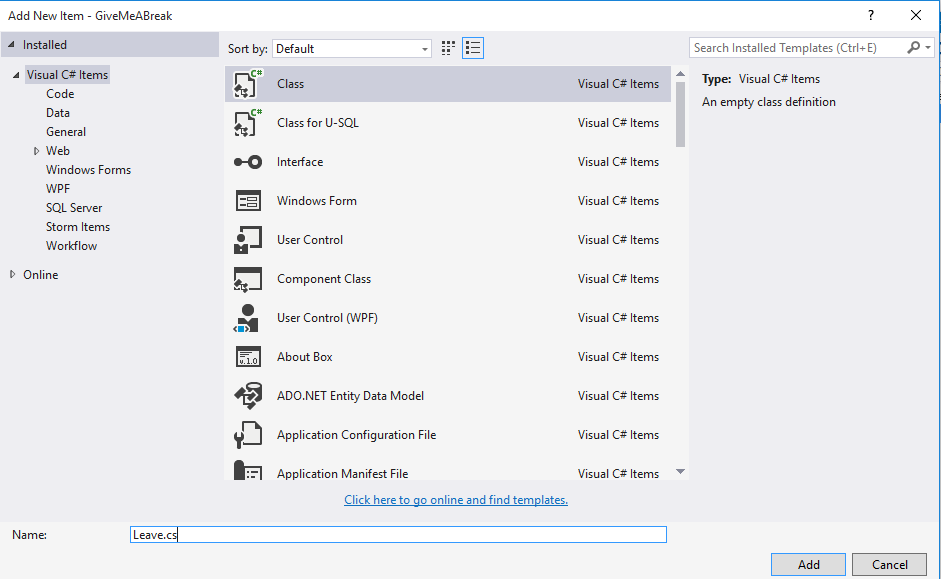 Add New Item - GiveMeABreak
?
Installed
Visual C# Items
Code
Data
General
Web
Windows Forms
WPF
SQL Server
Storm Items
Workflow
Online
Sort by: Default
Search Installed Templates (Ctrl+E)
C# Class Visual C# Items
C# Class for U-SQL Visual C# Items
Interface Visual C# Items
Windows Form Visual C# Items
User Control Visual C# Items
Component Class Visual C# Items
User Control (WPF) Visual C# Items
v.1.0 About Box Visual C# Items
ADO.NET Entity Data Model Visual C# Items
Application Configuration File Visual C# Items
Application Manifest File Visual C# Items
Click here to go online and find templates.
Type: Visual C# Items
An empty class definition
Name: Leave.cs
Add Cancel